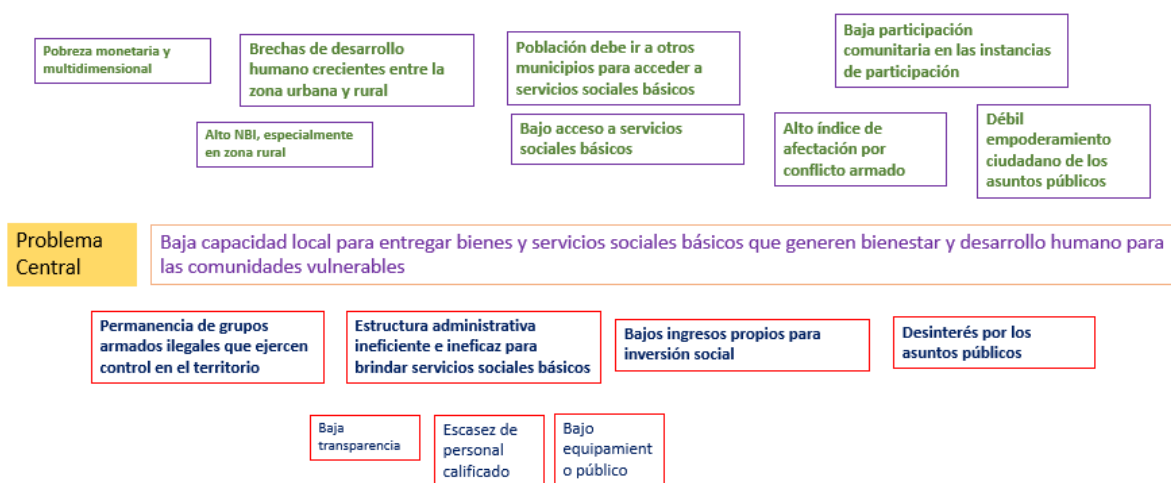 Pobreza monetaria y
multidimensional
Brechas de desarrollo
humano crecientes entre la
zona urbana y rural
Población debe ir a otros
municipios para acceder a
servicios sociales básicos
Baja participación
comunitaria en las instancias
de participación
Alto NBI, especialmente
en zona rural
Bajo acceso a servicios
sociales básicos
Alto índice de
afectación por
conflicto armado
Débil
empoderamiento
ciudadano de los
asuntos públicos
Problema
Central
Baja capacidad local para entregar bienes y servicios sociales básicos que generen bienestar y desarrollo humano para
las comunidades vulnerables
Permanencia de grupos
armados ilegales que ejercen
control en el territorio
Estructura administrativa
ineficiente e ineficaz para
brindar servicios sociales básicos
Bajos ingresos propios para
inversión social
Desinterés por los
asuntos públicos
Baja
transparencia
Escasez de
personal
calificado
Bajo
equipamient
o público